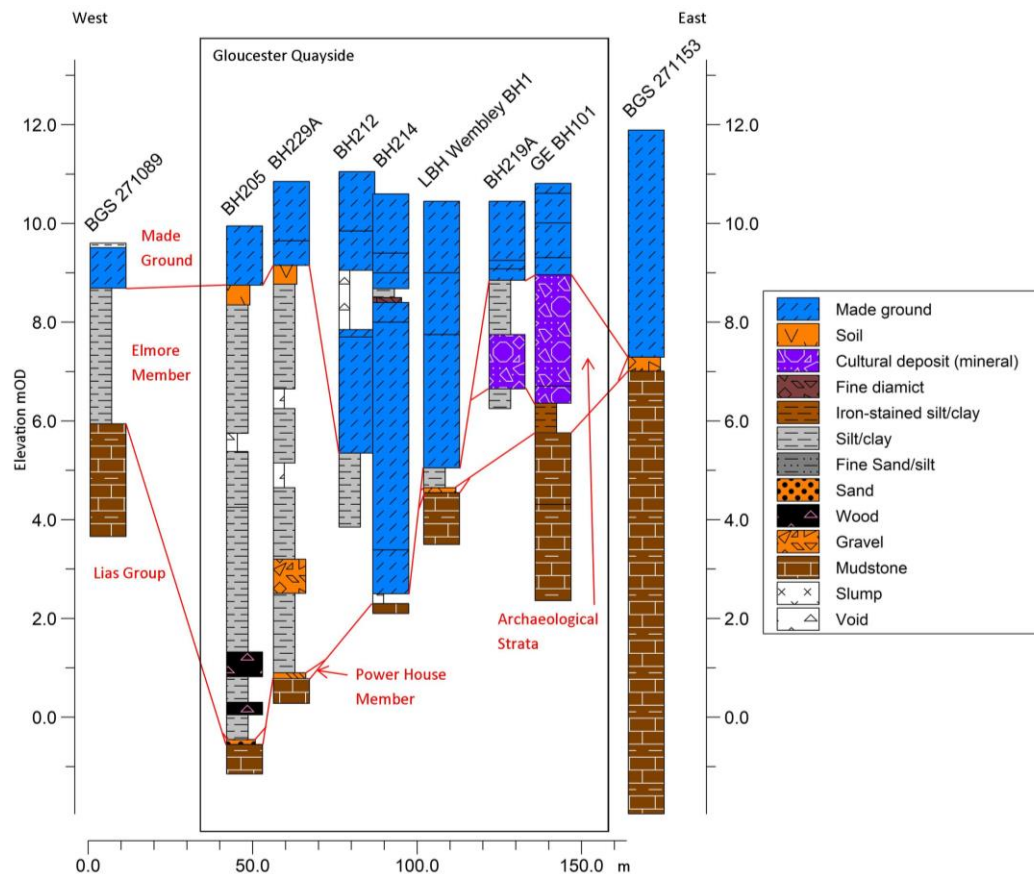 West
East
Gloucester Quayside
BGS 271089
BH205
BH229A
BH212
BH214
LBH Wembley BH1
BH219A
GE BH101
BGS 271153
Elevation mOD
12.0
10.0
8.0
6.0
4.0
2.0
0.0
12.0
10.0
8.0
6.0
4.0
2.0
0.0
Made
Ground
Elmore
Member
Lias Group
Power House
Member
Archaeological
Strata
Made ground
Soil
Cultural deposit (mineral)
Fine diamict
Iron-stained silt/clay
Silt/clay
Fine Sand/silt
Sand
Wood
Gravel
Mudstone
Slump
Void
0.0
50.0
100.0
150.0
m